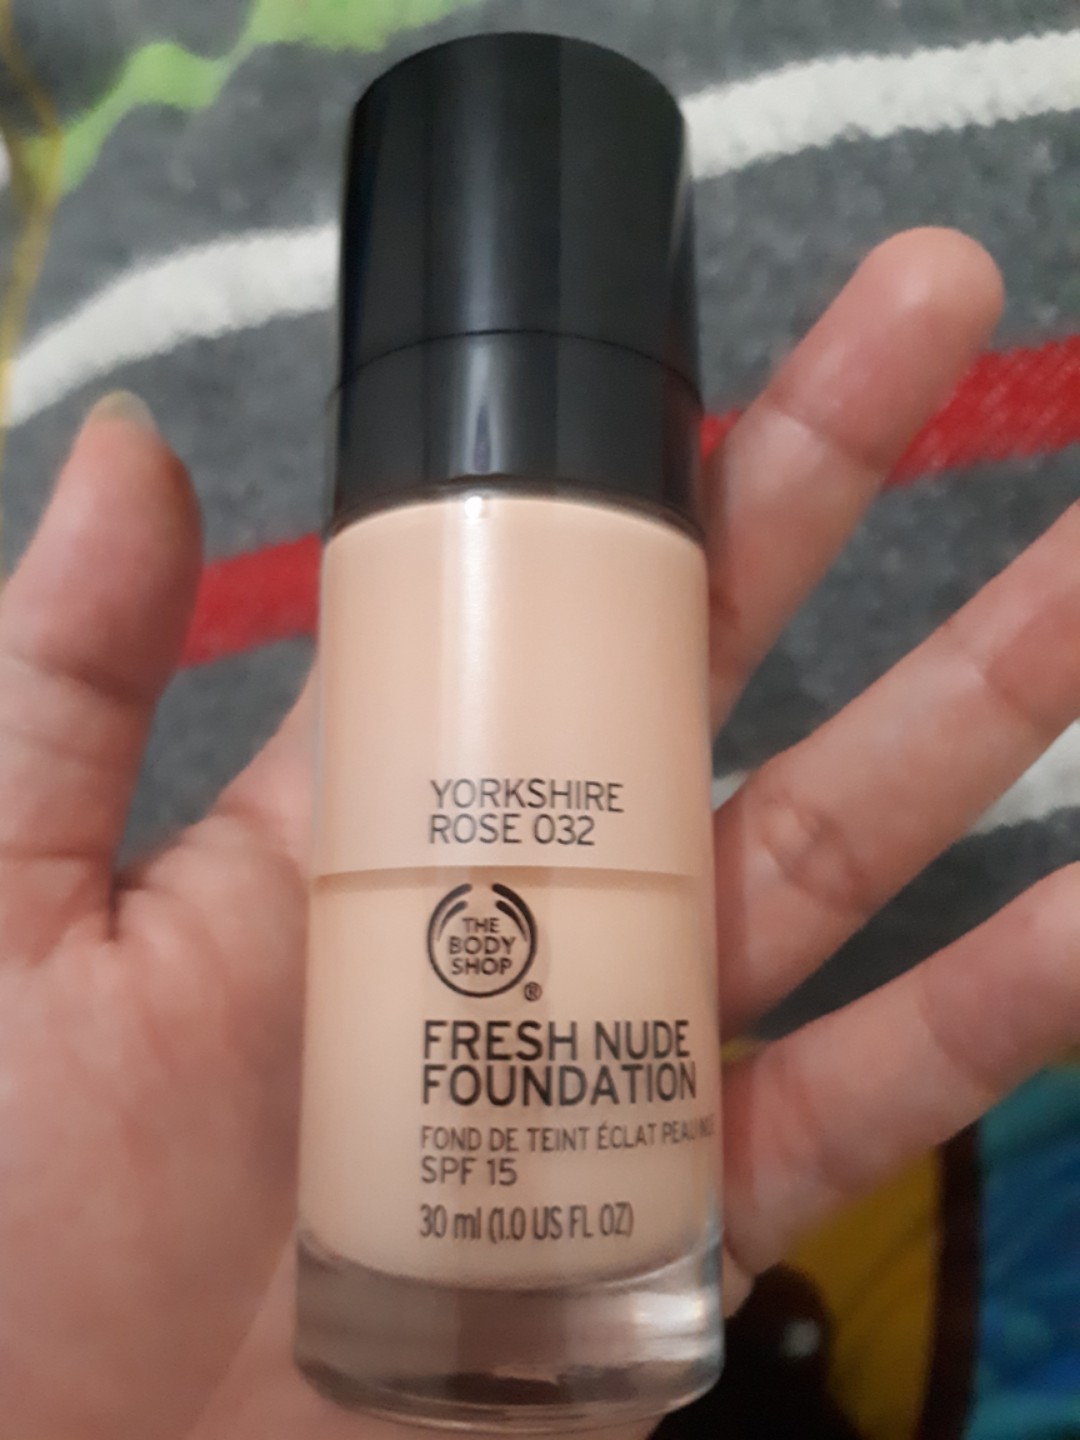 YORKSHIRE
ROSE 032
THE
BODY
SHOP
®
FRESH NUDE
FOUNDATION
FOND DE TEINT ÉCLAT PEAU
SPF 15
30 ml (1.0 US FL OZ)